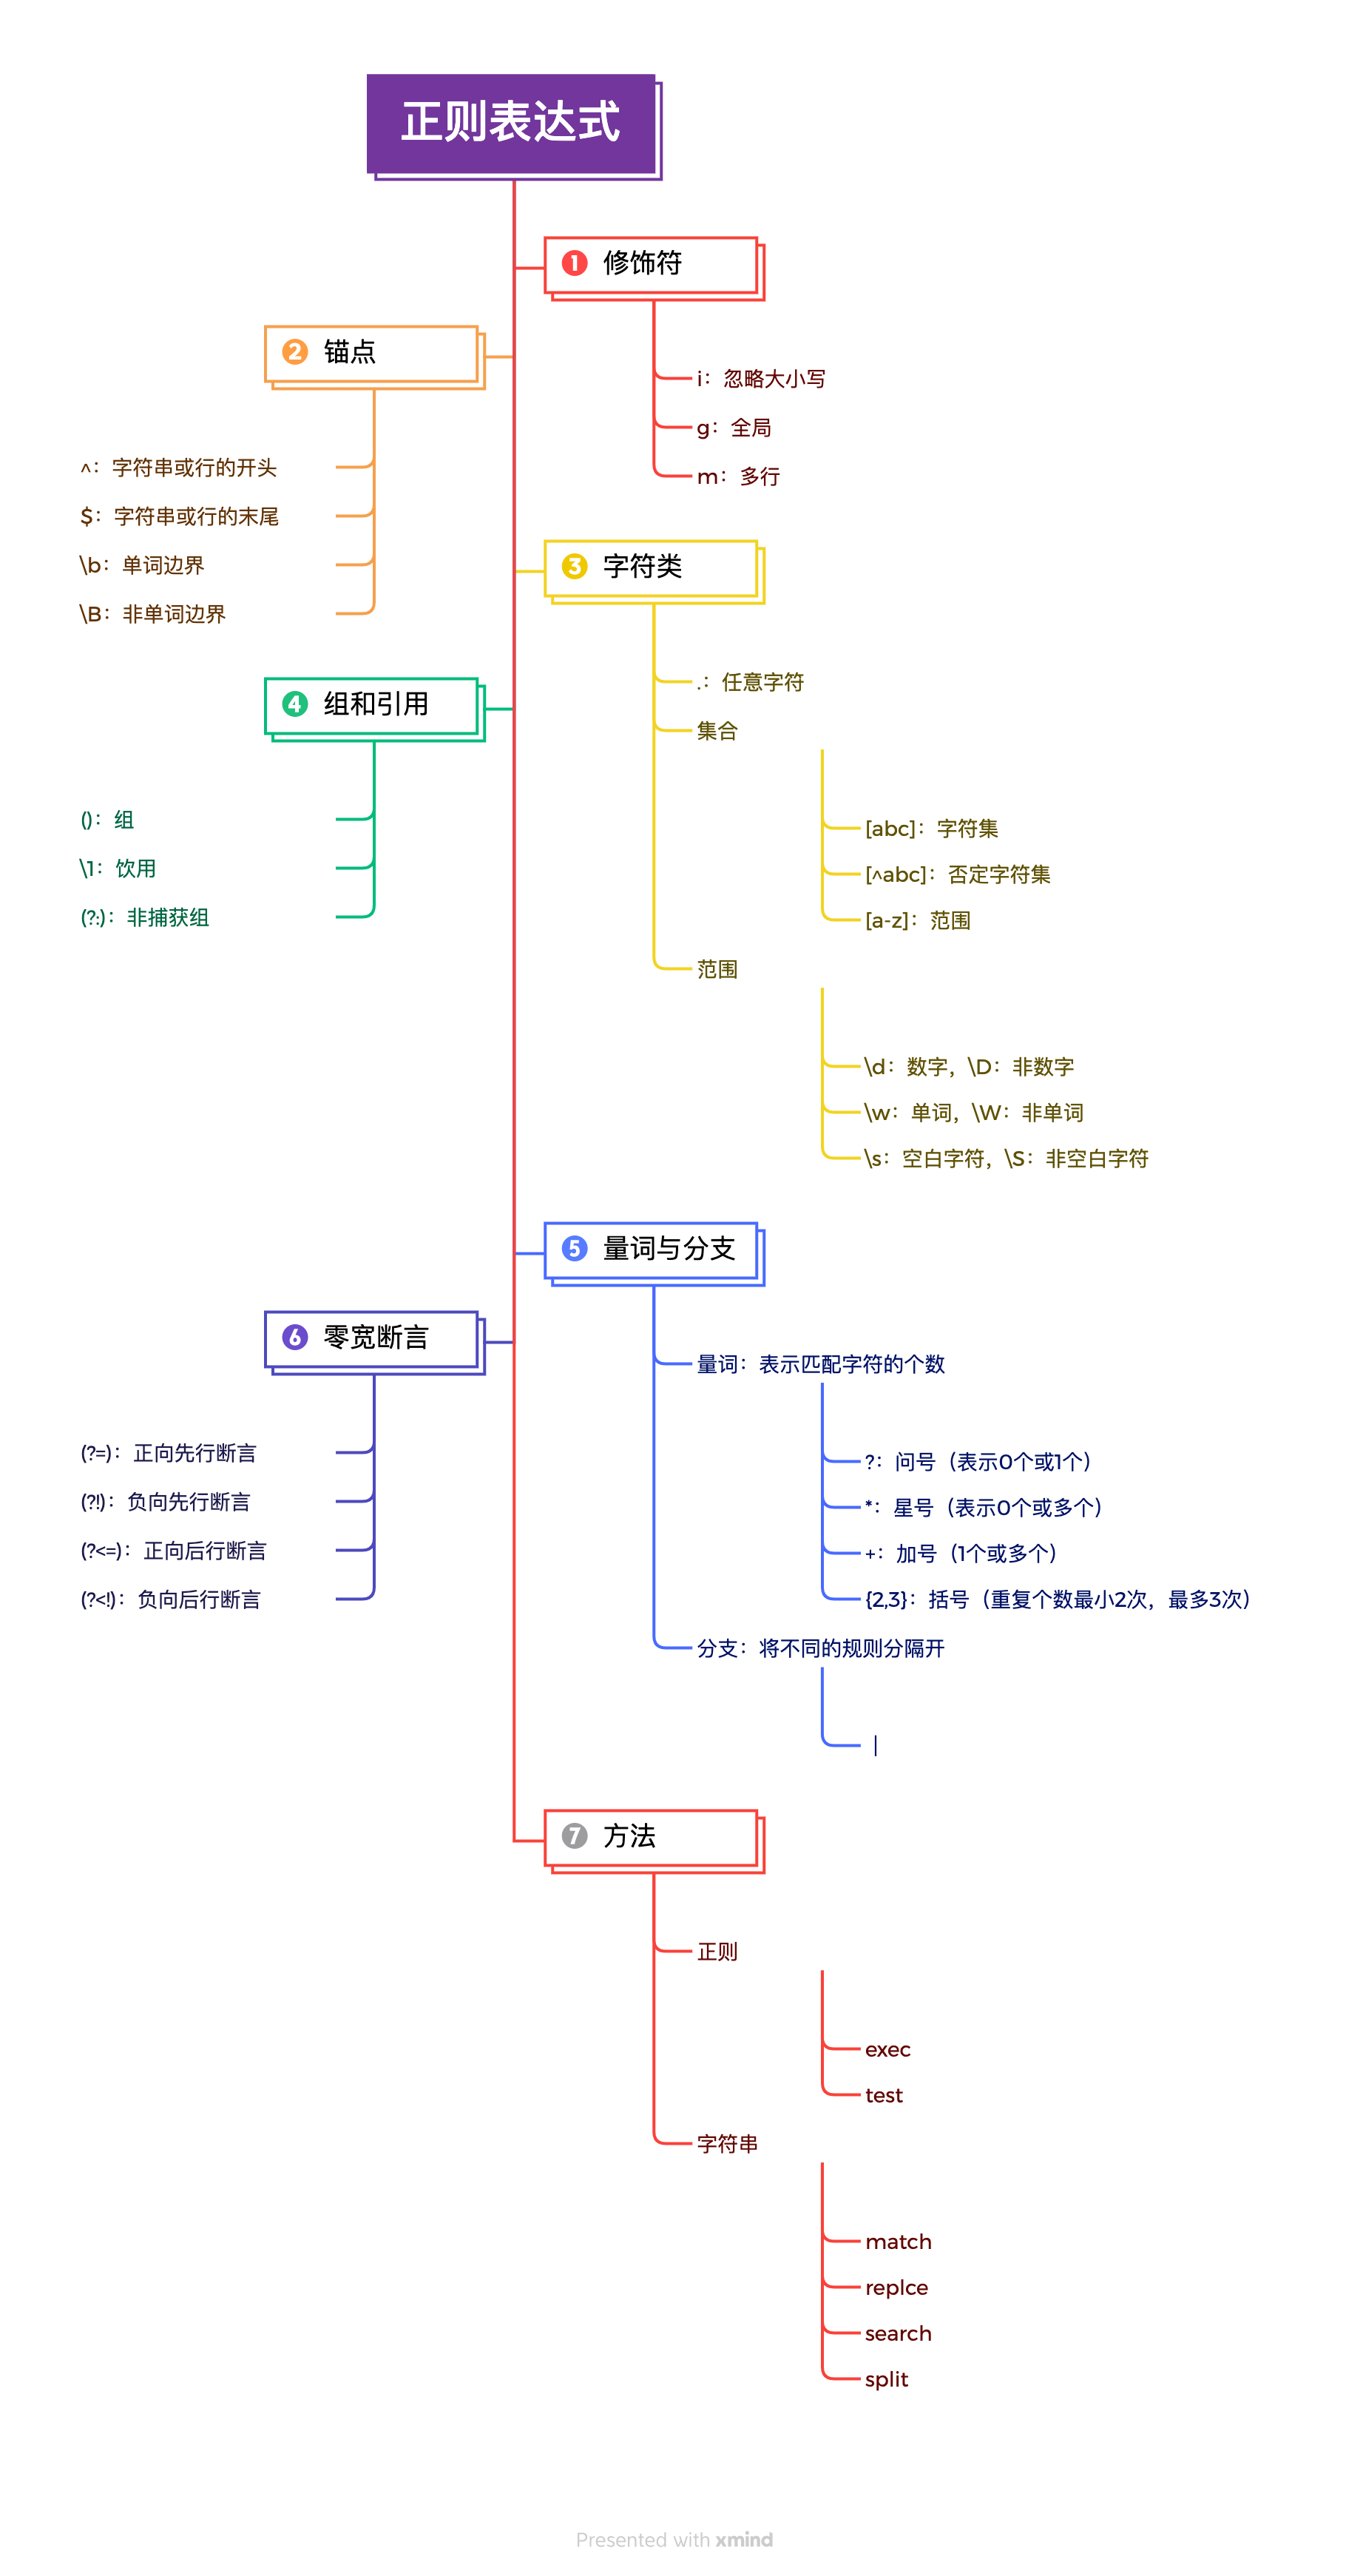 正则表达式
❶ 修饰符
i：忽略大小写
g：全局
m：多行
❷ 锚点
^：字符串或行的开头
$：字符串或行的末尾
\b：单词边界
\B：非单词边界
❸ 字符类
.：任意字符
集合
[abc]：字符集
[^abc]：否定字符集
[a-z]：范围
范围
\d：数字，\D：非数字
\w：单词，\W：非单词
\s：空白字符，\S：非空白字符
❹ 组和引用
()：组
\1：饮用
(?:)：非捕获组
❺ 量词与分支
量词：表示匹配字符的个数
?：问号（表示0个或1个）
*：星号（表示0个或多个）
+：加号（1个或多个）
{2,3}：括号（重复个数最小2次，最多3次）
分支：将不同的规则分隔开
｜
❻ 零宽断言
(?=)：正向先行断言
(?!)：负向先行断言
(?<=)：正向后行断言
(?<!)：负向后行断言
❼ 方法
正则
exec
test
字符串
match
replce
search
split
Presented with xmind